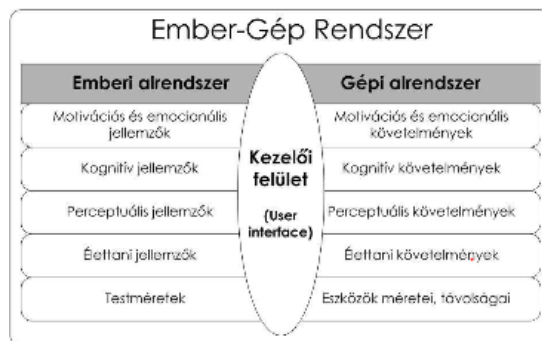 Ember-Gép Rendszer
Emberi alrendszer
Gépi alrendszer
Motivációs és emocionális
jellemzők
Motivációs és emocionális
követelmények
Kezelői
felület
(User
interface)
Kognitív jellemzők
Kognitív követelmények
Perceptuális jellemzők
Perceptuális követelmények
Élettani jellemzők
Élettani követelmények
Testméretek
Eszközök méretei, távolságai